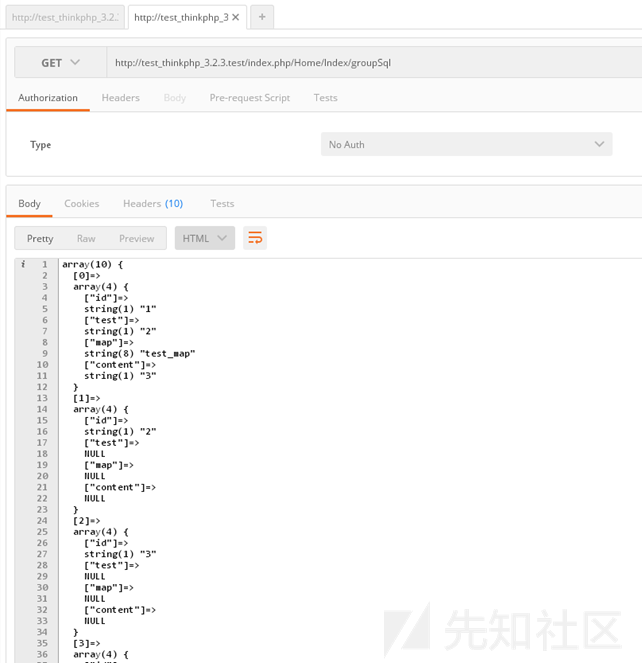 http://test_thinkphp_3.2.
http://test_thinkphp_3 × +
GET http://test_thinkphp_3.2.3.test/index.php/Home/Index/groupSql
Authorization Headers Body Pre-request Script Tests
Type No Auth
Body Cookies Headers (10) Tests
Pretty Raw Preview HTML
i 1 array(10) {
2 [0]=>
3 array(4) {
4 ["id"]=>
5 string(1) "1"
6 ["test"]=>
7 string(1) "2"
8 ["map"]=>
9 string(8) "test_map"
10 ["content"]=>
11 string(1) "3"
12 }
13 [1]=>
14 array(4) {
15 ["id"]=>
16 string(1) "2"
17 ["test"]=>
18 NULL
19 ["map"]=>
20 NULL
21 ["content"]=>
22 NULL
23 }
24 [2]=>
25 array(4) {
26 ["id"]=>
27 string(1) "3"
28 ["test"]=>
29 NULL
30 ["map"]=>
31 NULL
32 ["content"]=>
33 NULL
34 }
35 [3]=>
36 array(4) {
先知社区